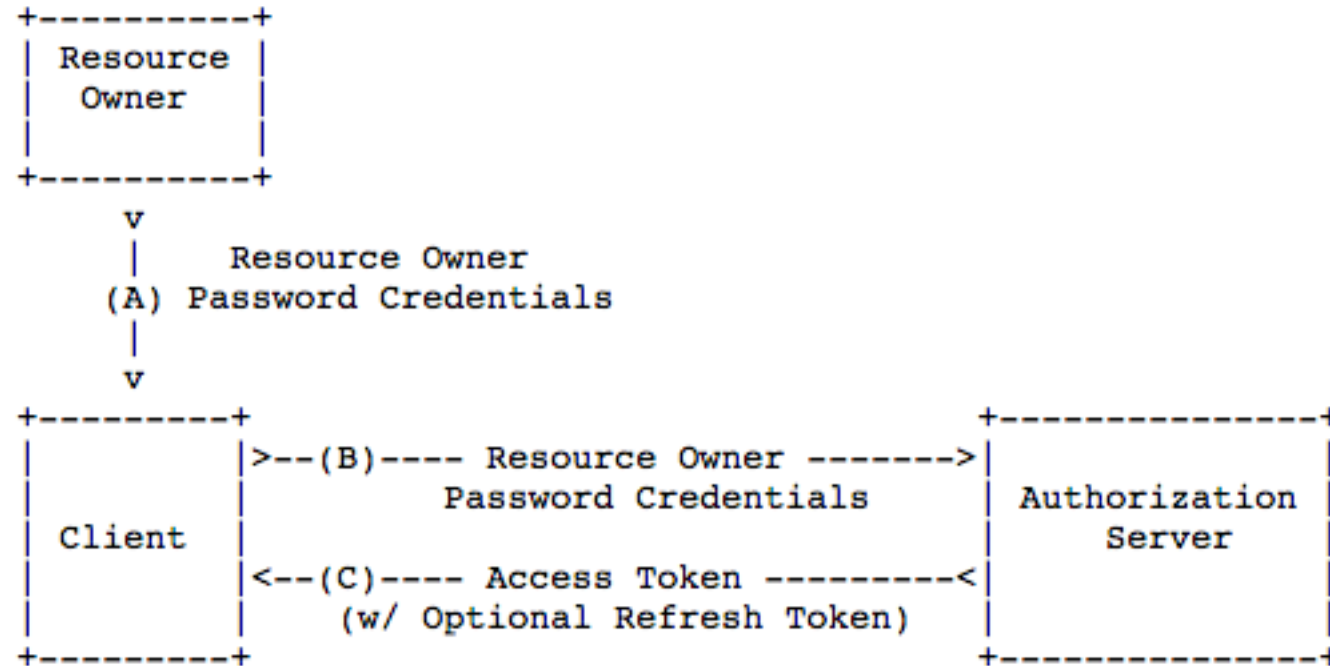 +----------+
| Resource |
|  Owner   |
|          |
+----------+
     v
     |    Resource Owner
    (A) Password Credentials
     |
     v
+---------+                                  +---------------+
|         |>--(B)---- Resource Owner ------->|               |
|         |         Password Credentials     | Authorization |
| Client  |                                  |     Server    |
|         |<--(C)---- Access Token ---------<|               |
|         |    (w/ Optional Refresh Token)   |               |
+---------+                                  +---------------+